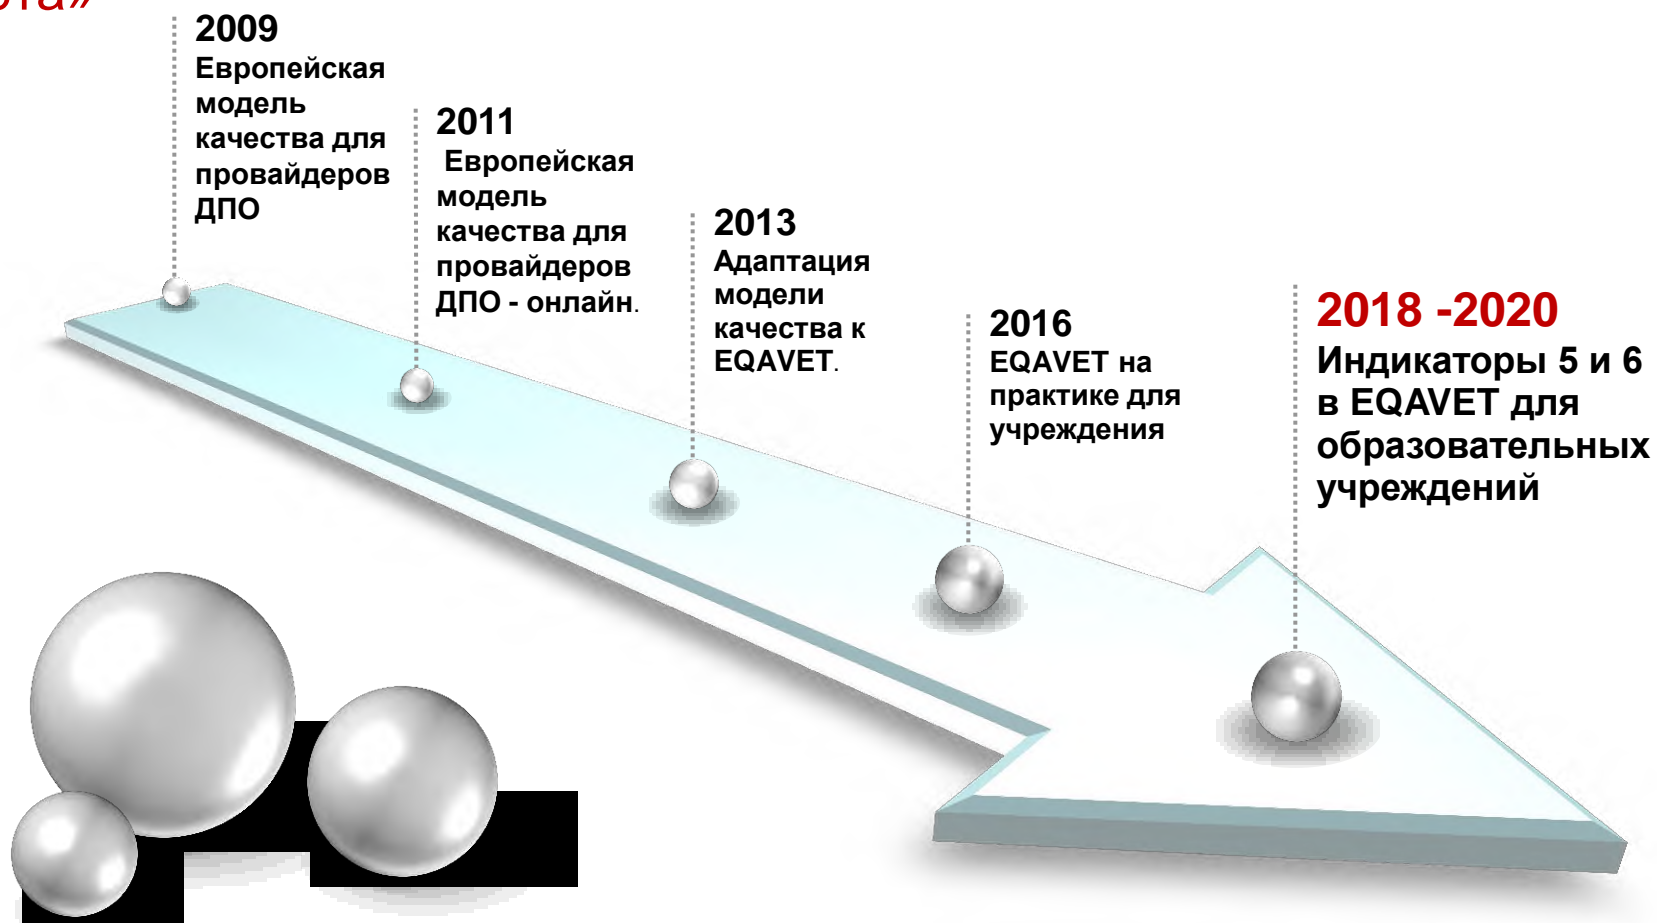 2009
Европейская
модель
качества для
провайдеров
ДПО
2011
Европейская
модель
качества для
провайдеров
ДПО - онлайн.
2013
Адаптация
модели
качества к
EQAVET.
2016
EQAVET на
практике для
учреждения
2018 -2020
Индикаторы 5 и 6
в EQAVET для
образовательных
учреждений